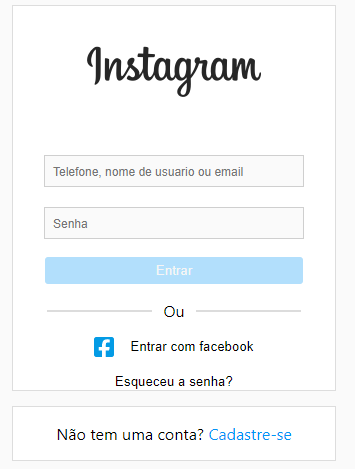 Instagram
Telefone, nome de usuario ou email
Senha
Entrar
Ou
Entrar com facebook
Esqueceu a senha?
Não tem uma conta? Cadastre-se